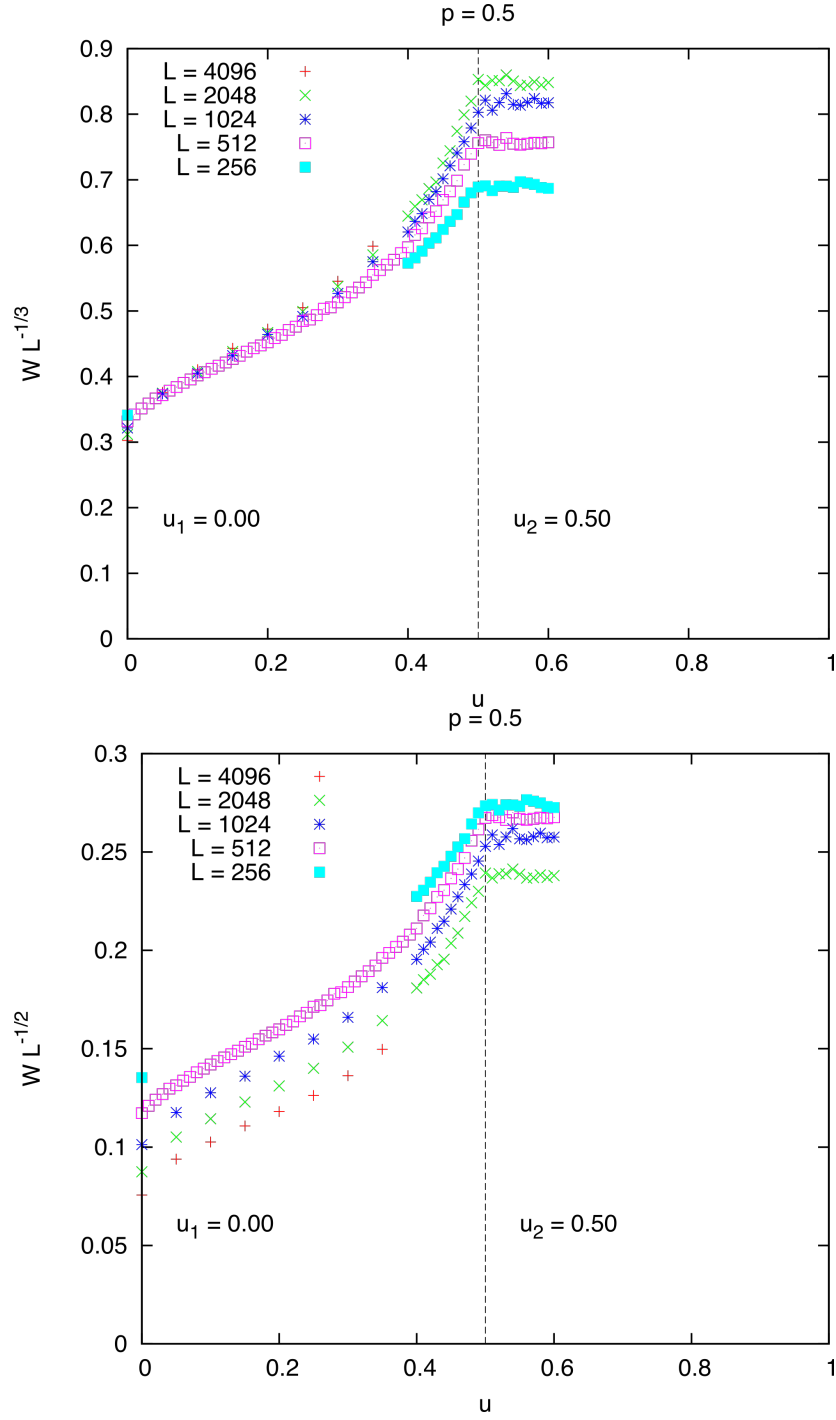 p = 0.5
0.9
L = 4096
L = 2048
0.8
L = 1024
L = 512
0.7
L = 256
0.6
0.5
W L^-1/3
0.4
0.3
0.2
u_1 = 0.00
u_2 = 0.50
0.1
0
0 0.2 0.4 0.6 0.8 1
u
p = 0.5
0.3
L = 4096
L = 2048
L = 1024
0.25
L = 512
L = 256
0.2
W L^-1/2
0.15
0.1
u_1 = 0.00
u_2 = 0.50
0.05
0
0 0.2 0.4 0.6 0.8 1
u